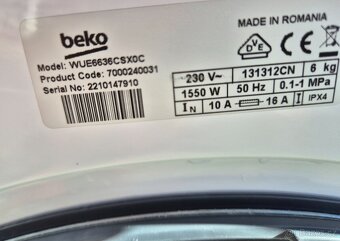 beko
Model: WUE6636CSX0C
Product Code: 7000240031
Serial No: 2210147910
MADE IN ROMANIA
DVE
230 V~ 131312CN 6 kg
1550 W 50 Hz 0.1-1 MPa
IN 10 A 16 A I IPX4